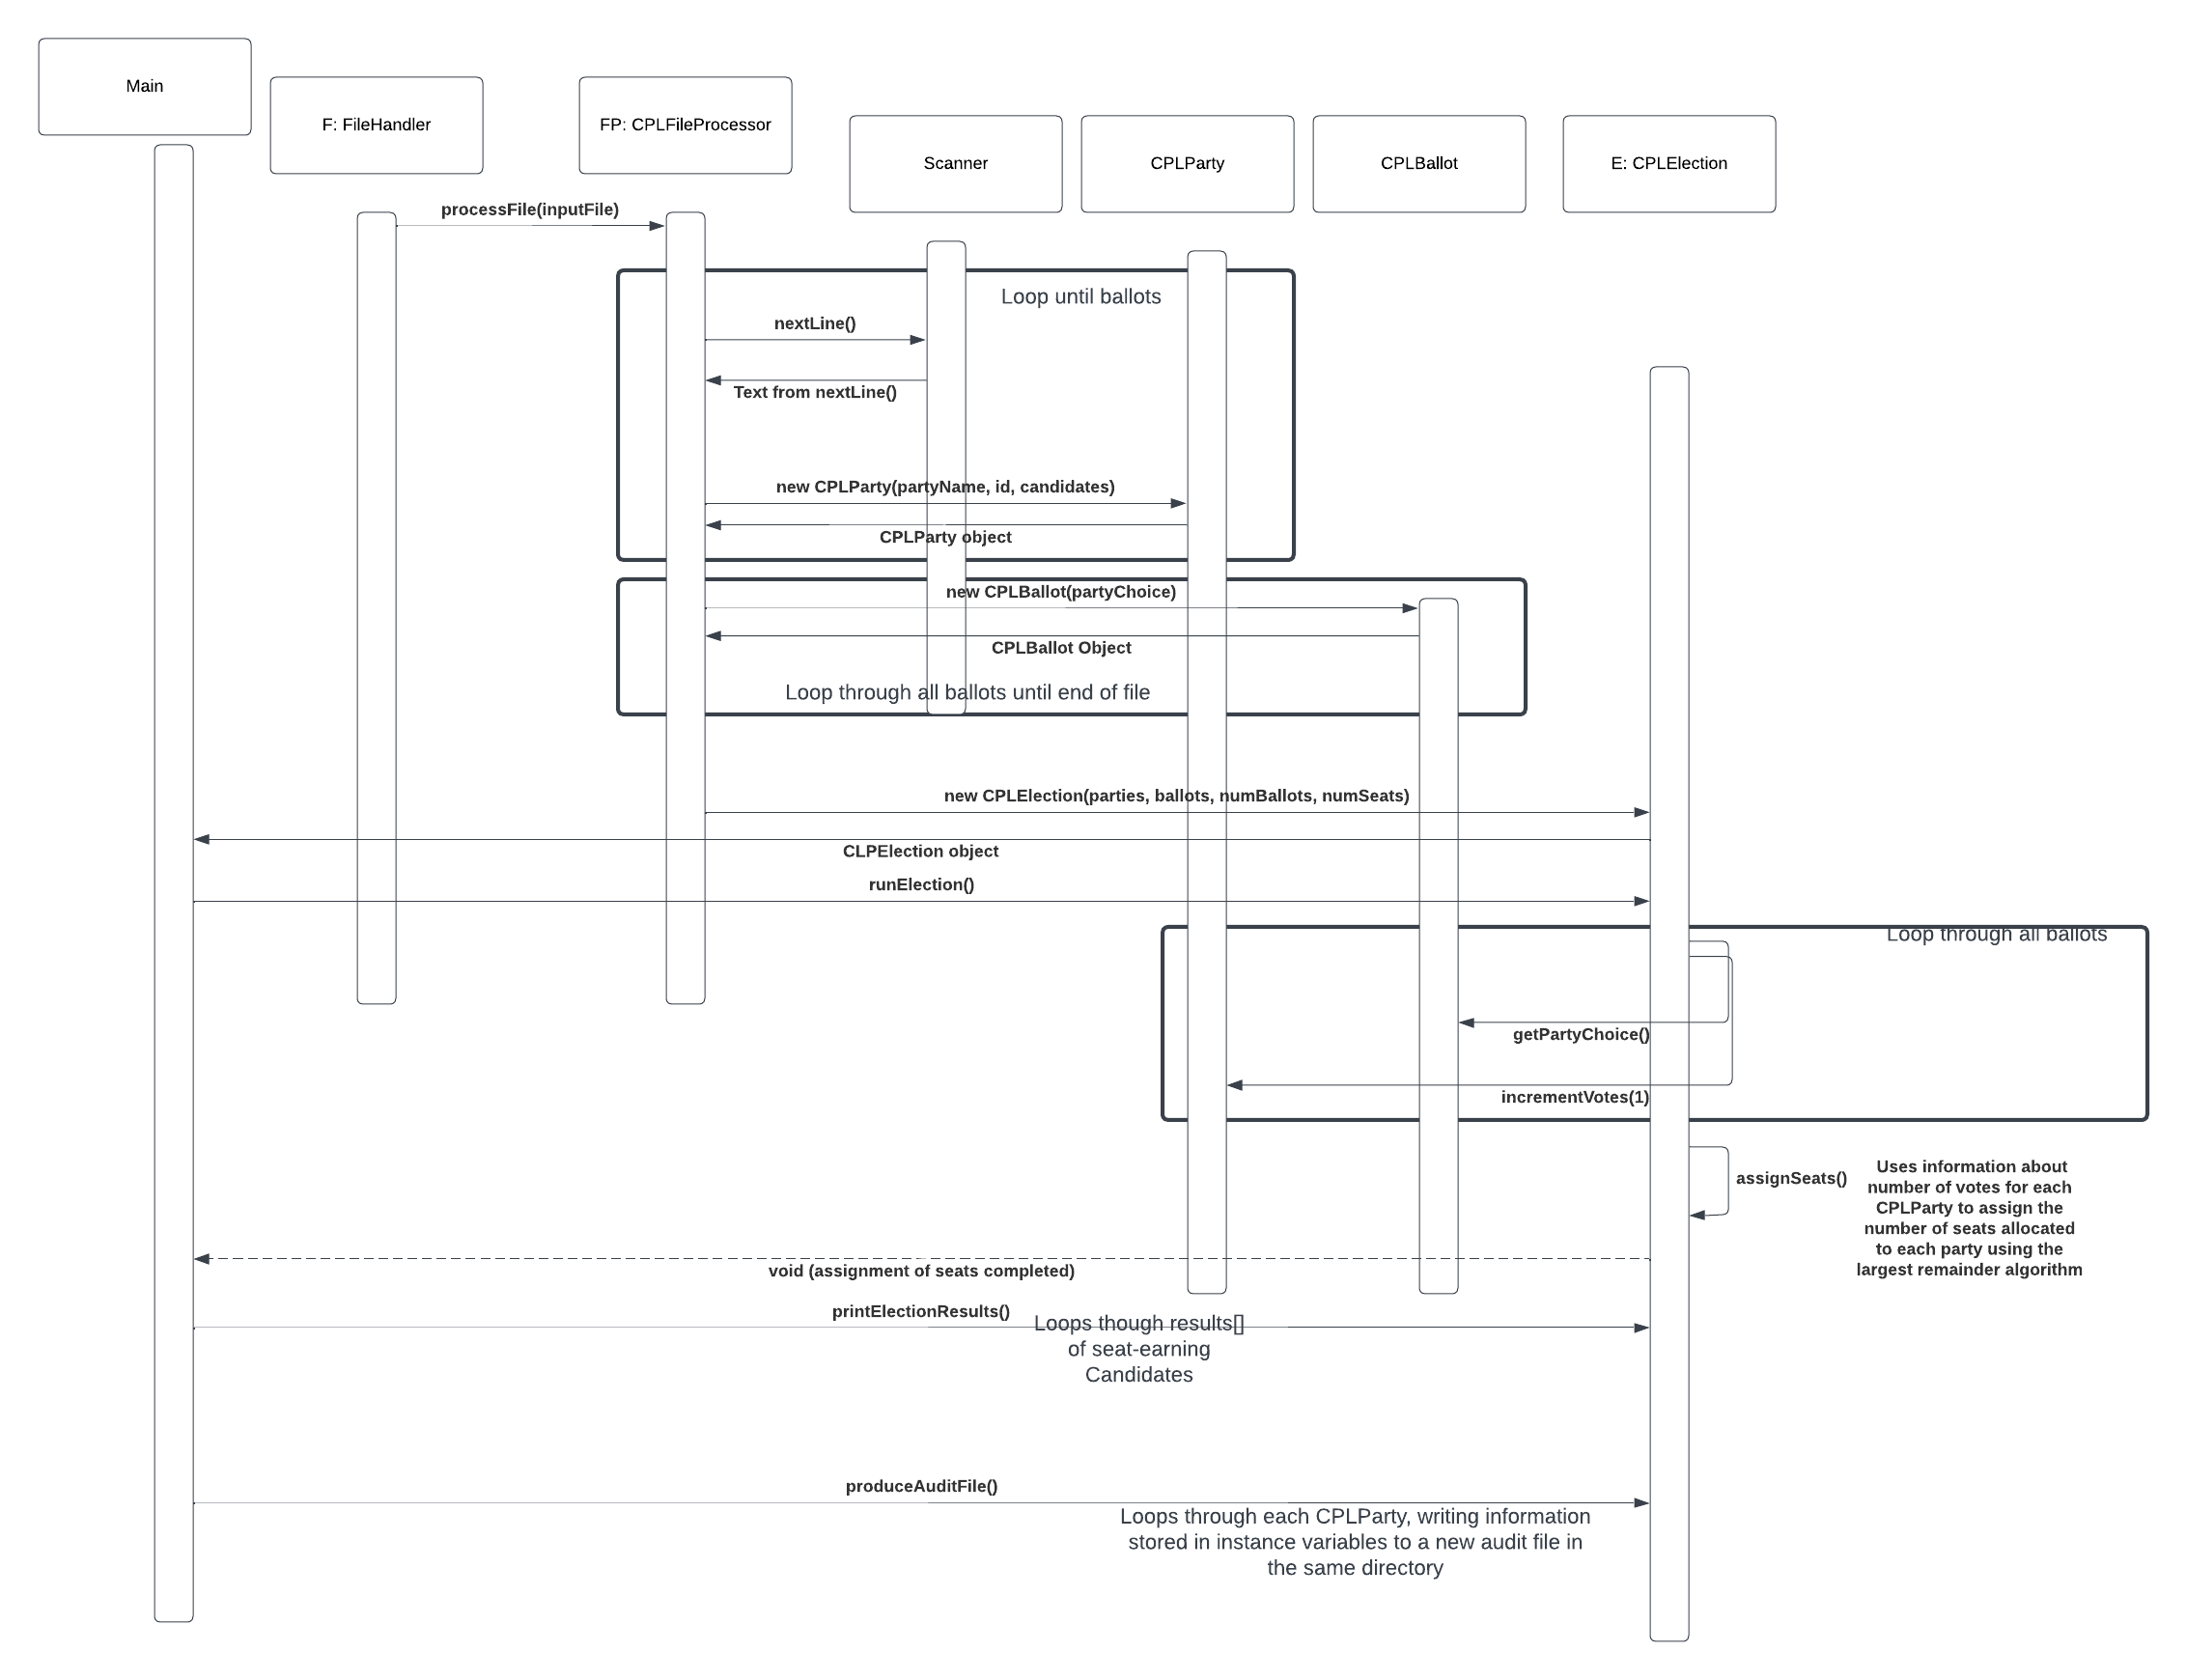 Main
F: FileHandler
FP: CPLFileProcessor
Scanner
CPLParty
CPLBallot
E: CPLElection
processFile(inputFile)
Loop until ballots
nextLine()
Text from nextLine()
new CPLParty(partyName, id, candidates)
CPLParty object
new CPLBallot(partyChoice)
CPLBallot Object
Loop through all ballots until end of file
new CPLElection(parties, ballots, numBallots, numSeats)
CLPElection object
runElection()
Loop through all ballots
getPartyChoice()
incrementVotes(1)
assignSeats()
Uses information about
number of votes for each
CPLParty to assign the
number of seats allocated
to each party using the
largest remainder algorithm
void (assignment of seats completed)
printElectionResults()
Loops though results[]
of seat-earning
Candidates
produceAuditFile()
Loops through each CPLParty, writing information
stored in instance variables to a new audit file in
the same directory